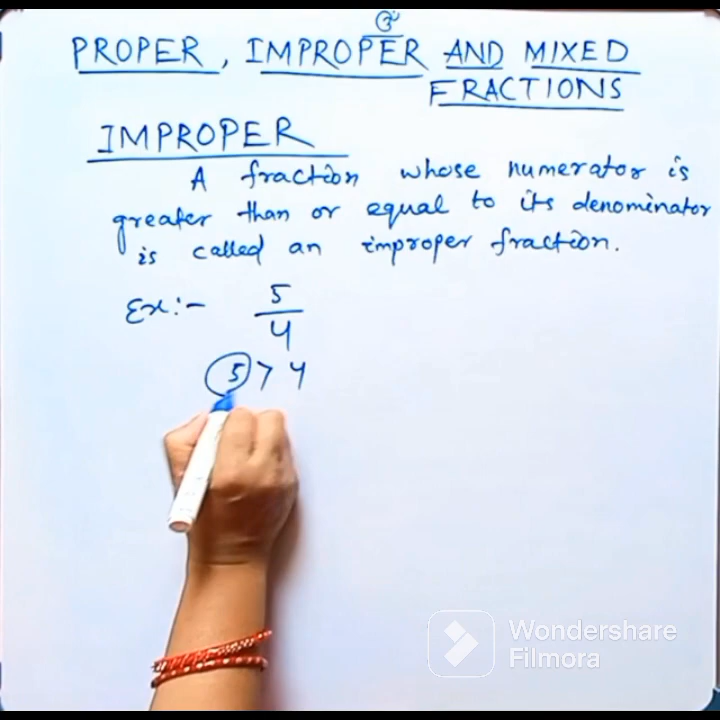 PROPER, IMPROPER AND MIXED
FRACTIONS
IMPROPER
A fraction whose numerator is
greater than or equal to its denominator
is called an improper fraction.
Ex:- 5/4
5 > 4
Wondershare
Filmora